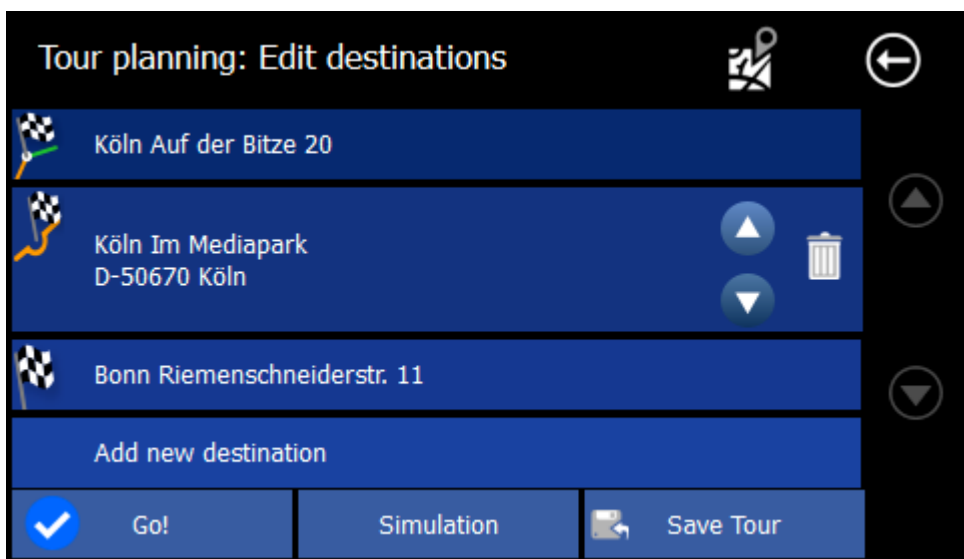 Tour planning: Edit destinations
Köln Auf der Bitze 20
Köln Im Mediapark
D-50670 Köln
Bonn Riemenschneiderstr. 11
Add new destination
Go!
Simulation
Save Tour